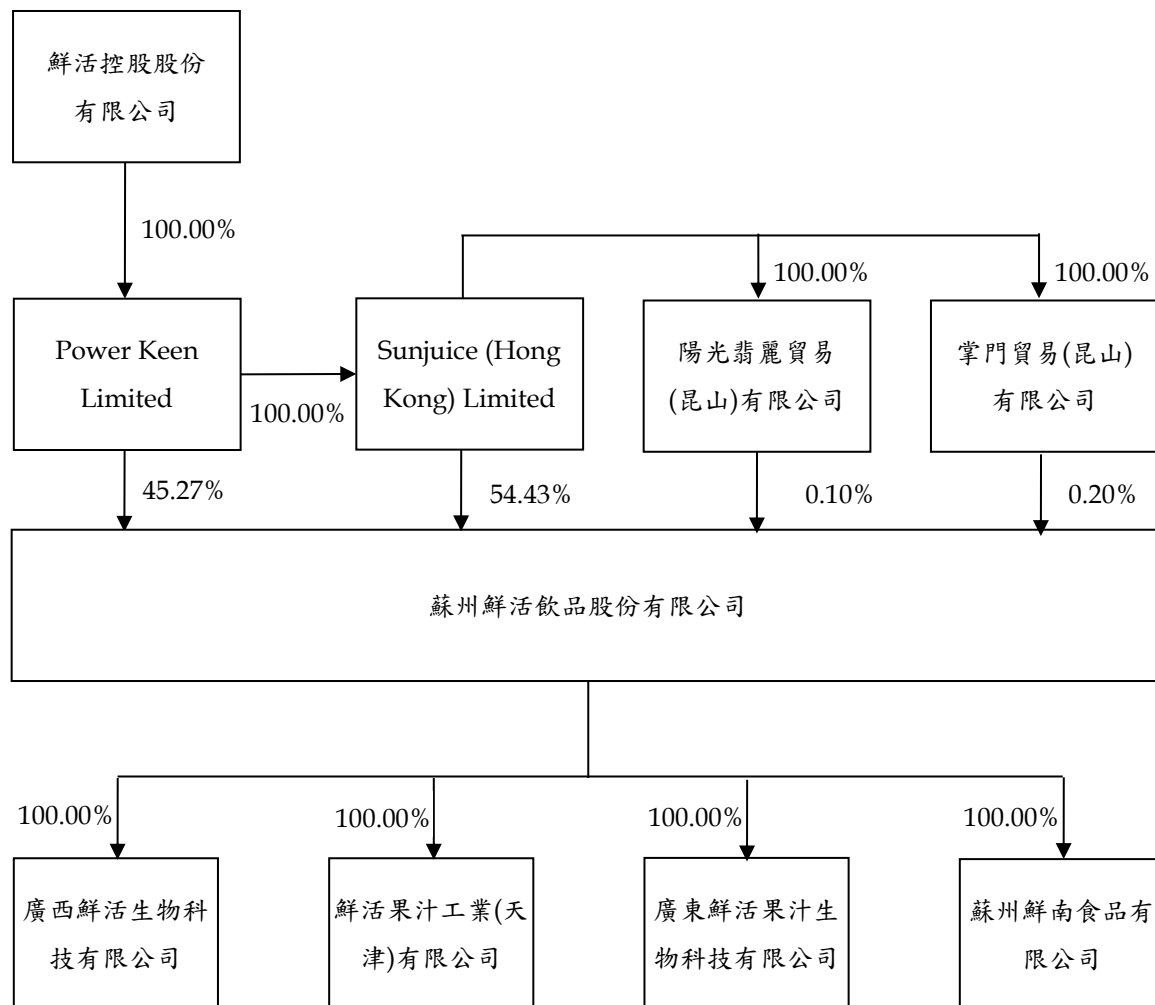 鮮活控股股份
有限公司
100.00%
100.00%
100.00%
Power Keen
Limited
Sunjuice (Hong
Kong) Limited
陽光翡麗貿易
(昆山)有限公司
掌門貿易(昆山)
有限公司
100.00%
45.27%
54.43%
0.10%
0.20%
蘇州鮮活飲品股份有限公司
100.00%
100.00%
100.00%
100.00%
廣西鮮活生物科
技有限公司
鮮活果汁工業(天
津)有限公司
廣東鮮活果汁生
物科技有限公司
蘇州鮮南食品有
限公司